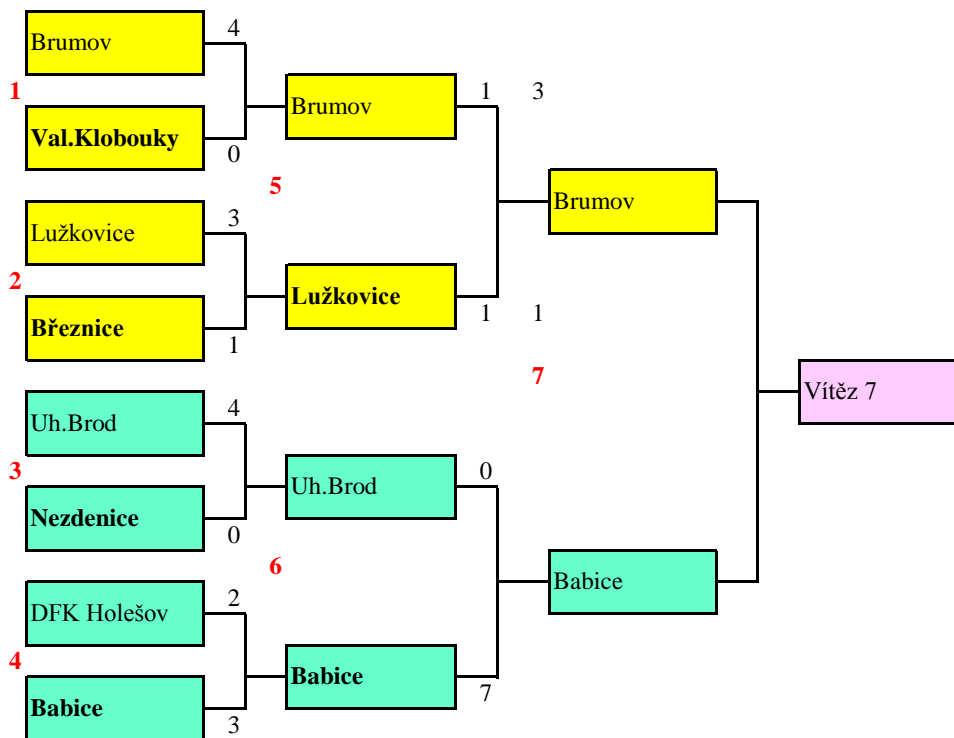 4
Brumov
1
Val.Klobouky
0
Brumov
1 3
5
Brumov
3
Lužkovice
2
Březnice
1
Lužkovice
1 1
7
Vítěz 7
4
Uh.Brod
3
Nezdenice
0
Uh.Brod
0
6
Babice
2
DFK Holešov
4
Babice
3
Babice
7